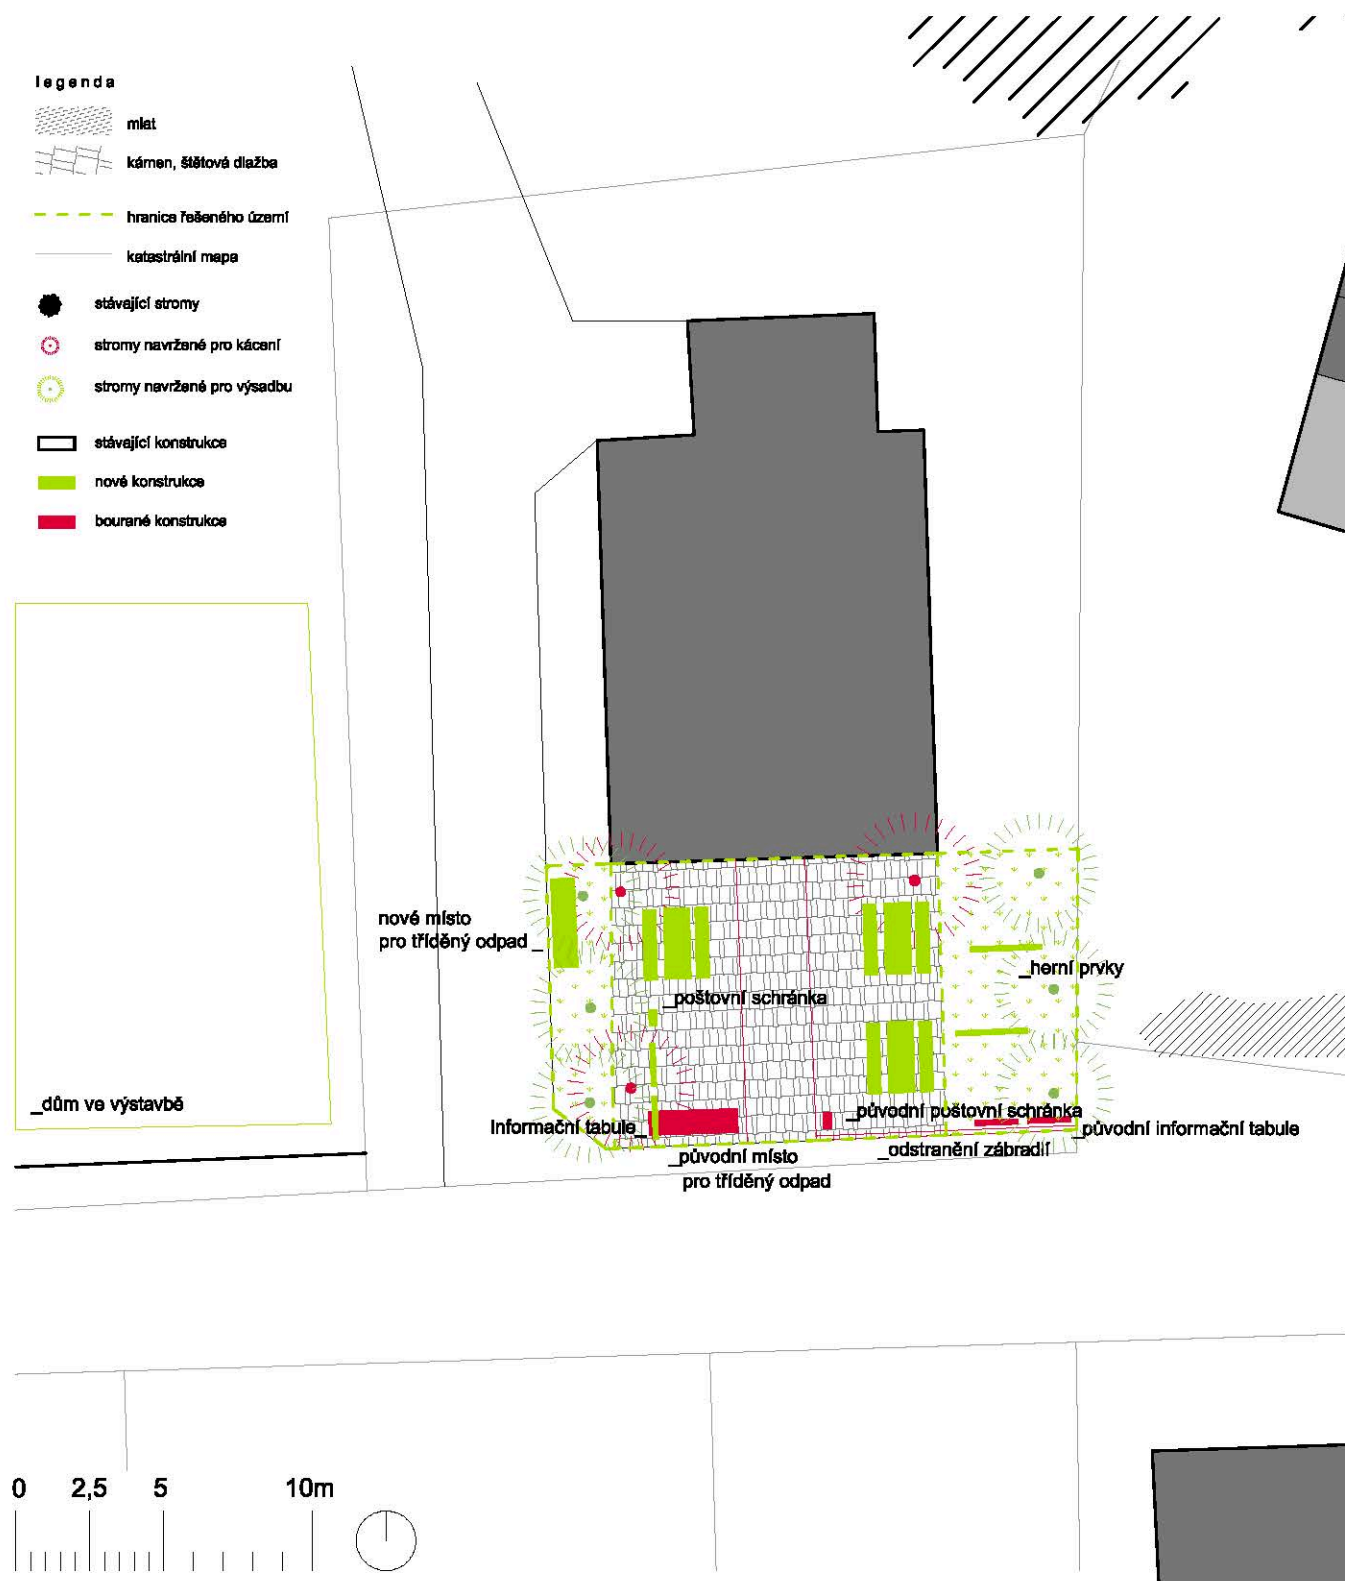 legenda
mlat
kámen, štětová dlažba
hranice řešeného území
katastrální mapa
stávající stromy
stromy navržené pro kácení
stromy navržené pro výsadbu
stávající konstrukce
nové konstrukce
bourané konstrukce
nové místo
pro tříděný odpad _
_herní prvky
_poštovní schránka
_dům ve výstavbě
_původní poštovní schránka
Informační tabule_
_původní informační tabule
_odstranění zábradlí
_původní místo
pro tříděný odpad
0 2,5 5 10m